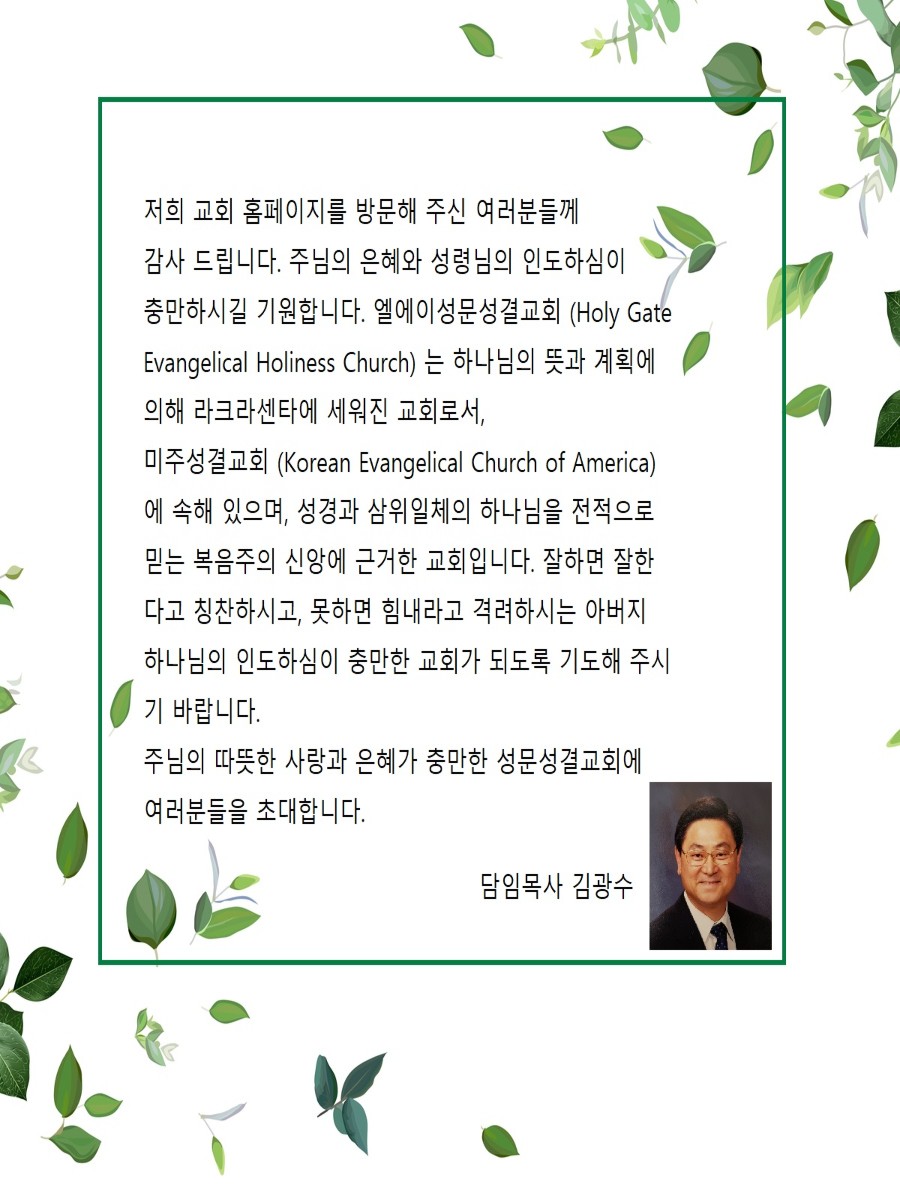 저희 교회 홈페이지를 방문해 주신 여러분들께
감사 드립니다. 주님의 은혜와 성령님의 인도하심이
충만하시길 기원합니다. 엘에이성문성결교회 (Holy Gate
Evangelical Holiness Church) 는 하나님의 뜻과 계획에
의해 라크라센타에 세워진 교회로서,
미주성결교회 (Korean Evangelical Church of America)
에 속해 있으며, 성경과 삼위일체의 하나님을 전적으로
믿는 복음주의 신앙에 근거한 교회입니다. 잘하면 잘한
다고 칭찬하시고, 못하면 힘내라고 격려하시는 아버지
하나님의 인도하심이 충만한 교회가 되도록 기도해 주시
기 바랍니다.
주님의 따뜻한 사랑과 은혜가 충만한 성문성결교회에
여러분들을 초대합니다.
담임목사 김광수